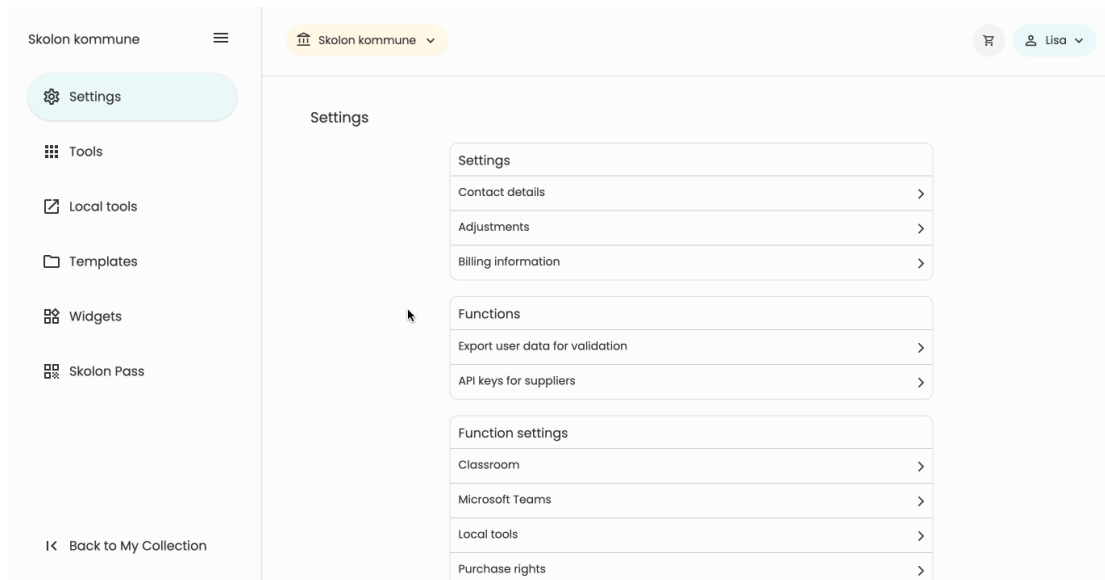 Skolon kommune
Settings
Tools
Local tools
Templates
Widgets
Skolon Pass
Back to My Collection
Skolon kommune
Lisa
Settings
Settings
Contact details
Adjustments
Billing information
Functions
Export user data for validation
API keys for suppliers
Function settings
Classroom
Microsoft Teams
Local tools
Purchase rights